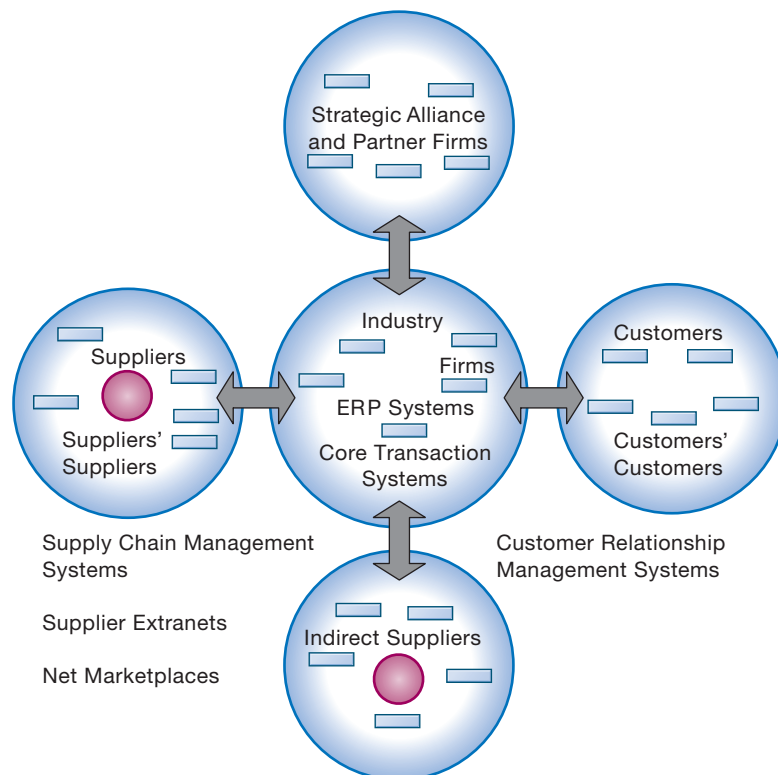 Strategic Alliance
and Partner Firms
Industry
Firms
ERP Systems
Core Transaction
Systems
Suppliers
Suppliers’
Suppliers
Customers
Customers’
Customers
Supply Chain Management
Systems
Supplier Extranets
Net Marketplaces
Customer Relationship
Management Systems
Indirect Suppliers